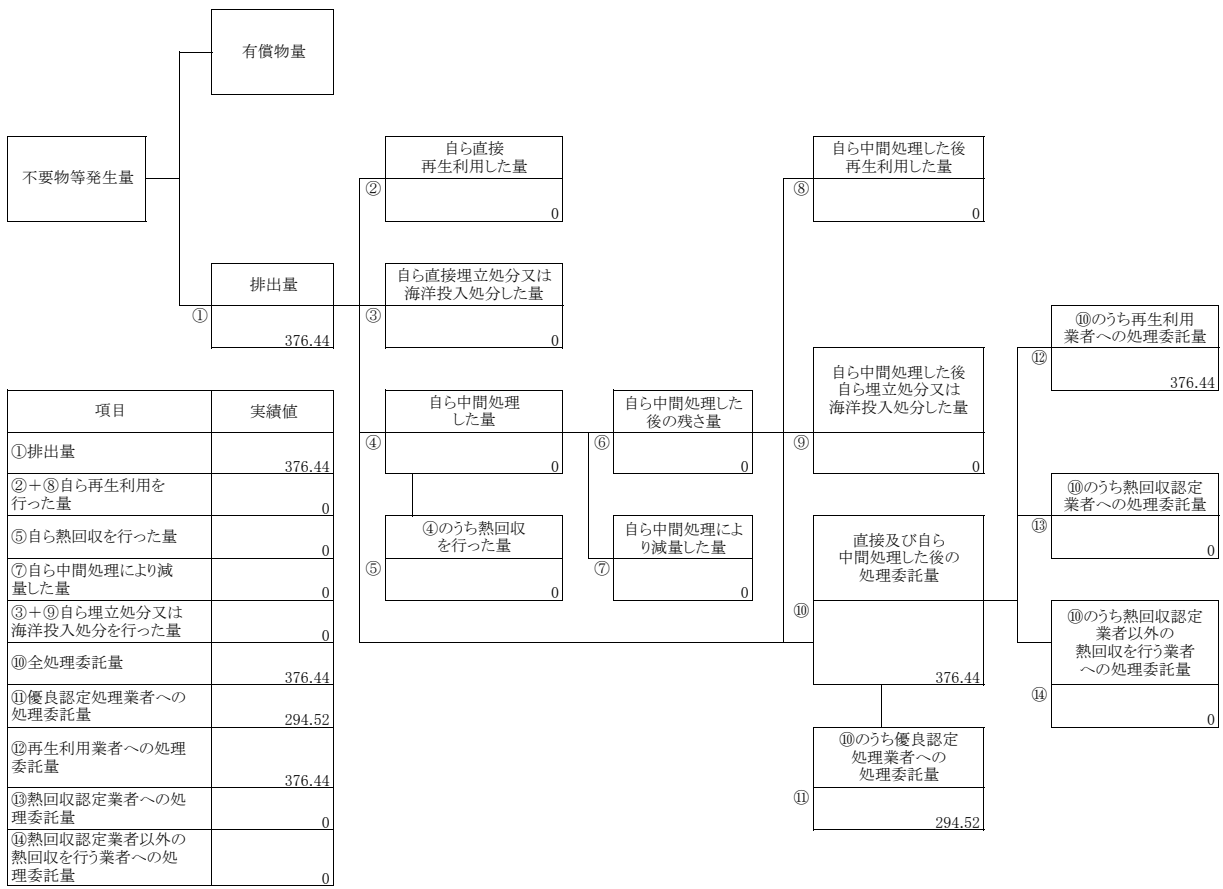 有償物量
不要物等発生量
排出量
①
376.44
自ら直接
再生利用した量
②
0
自ら直接埋立処分又は
海洋投入処分した量
③
0
自ら中間処理
した量
④
0
④のうち熱回収
を行った量
⑤
0
自ら中間処理した
後の残さ量
⑥
0
自ら中間処理によ
り減量した量
⑦
0
自ら中間処理した後
再生利用した量
⑧
0
自ら中間処理した後
自ら埋立処分又は
海洋投入処分した量
⑨
0
直接及び自ら
中間処理した後の
処理委託量
⑩
376.44
⑩のうち優良認定
処理業者への
処理委託量
⑪
294.52
⑩のうち再生利用
業者への処理委託量
⑫
376.44
⑩のうち熱回収認定
業者への処理委託量
⑬
0
⑩のうち熱回収認定
業者以外の
熱回収を行う業者
への処理委託量
⑭
0
項目 実績値
①排出量
376.44
②+⑧自ら再生利用を
行った量
0
⑤自ら熱回収を行った量
0
⑦自ら中間処理により減
量した量
0
③+⑨自ら埋立処分又は
海洋投入処分を行った量
0
⑩全処理委託量
376.44
⑪優良認定処理業者への
処理委託量
294.52
⑫再生利用業者への処理
委託量
376.44
⑬熱回収認定業者への処
理委託量
0
⑭熱回収認定業者以外の
熱回収を行う業者への処
理委託量
0